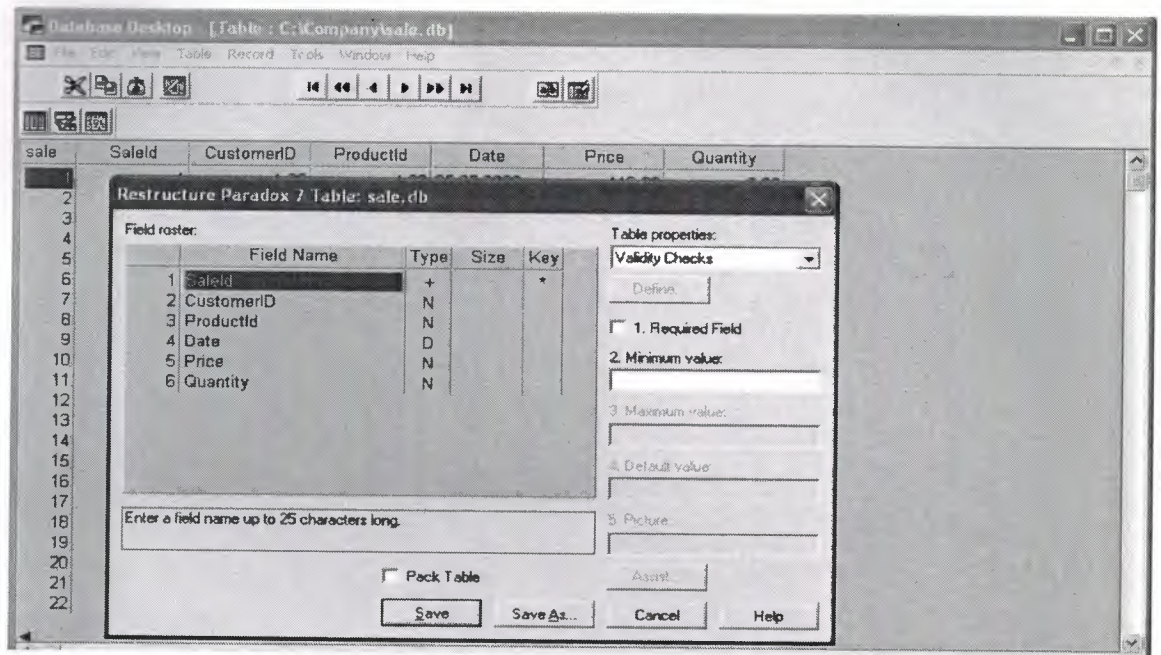 Database Desktop - [Table : C:\Company\sale.db]
File Edit View Table Record Tools Window Help
sale SaleId CustomerID ProductId Date Price Quantity
1
2
3
4
5
6
7
8
9
10
11
12
13
14
15
16
17
18
19
20
21
22
Restructure Paradox 7 Table: sale.db
Field roster:
Field Name Type Size Key
1 SaleId + *
2 CustomerID N
3 ProductId N
4 Date D
5 Price N
6 Quantity N
Enter a field name up to 25 characters long.
Pack Table
Table properties:
Validity Checks
Define...
1. Required Field
2. Minimum value:
3. Maximum value:
4. Default value:
5. Picture:
Assist...
Save Save As... Cancel Help